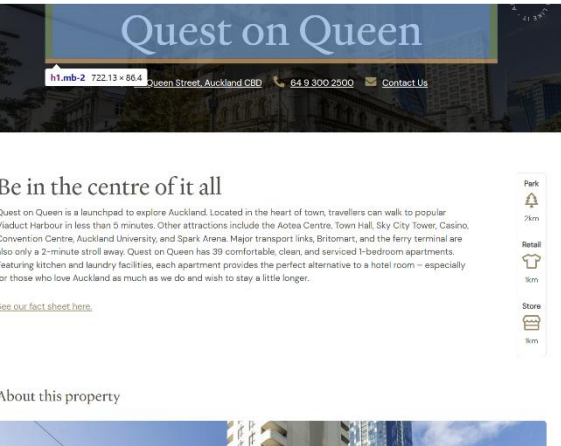 Quest on Queen
h1.mb-2 722.13 × 86.4
Queen Street, Auckland CBD 64 9 300 2500 Contact Us
Be in the centre of it all
Quest on Queen is a launchpad to explore Auckland. Located in the heart of town, travellers can walk to popular
Viaduct Harbour in less than 5 minutes. Other attractions include the Aotea Centre, Town Hall, Sky City Tower, Casino,
Convention Centre, Auckland University, and Spark Arena. Major transport links, Britomart, and the ferry terminal are
also only a 2-minute stroll away. Quest on Queen has 39 comfortable, clean, and serviced 1-bedroom apartments.
Featuring kitchen and laundry facilities, each apartment provides the perfect alternative to a hotel room – especially
for those who love Auckland as much as we do and wish to stay a little longer.
See our fact sheet here.
Park
2km
Retail
1km
Store
1km
About this property